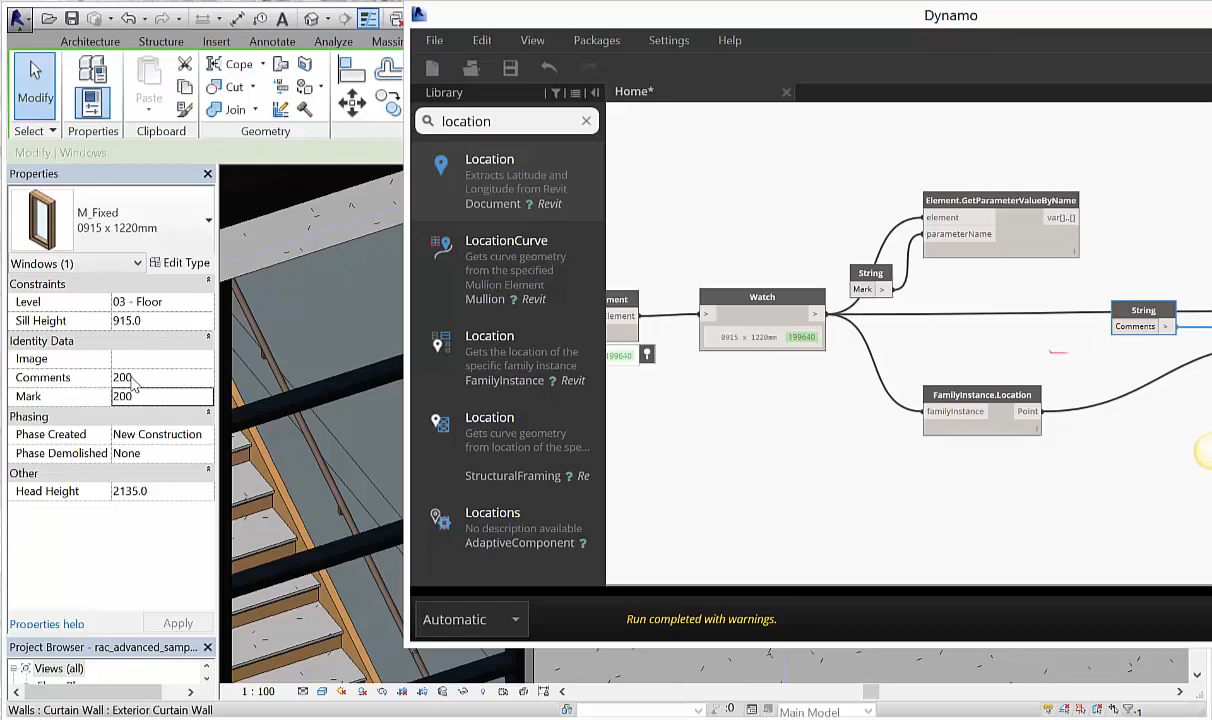 Dynamo
Architecture Structure Insert Annotate Analyze Massin
File Edit View Packages Settings Help
Modify
Paste
Cope
Cut
Join
Select Properties Clipboard Geometry
Library
Home*
location
Modify | Windows
Properties
M_Fixed
0915 x 1220mm
Windows (1) Edit Type
Constraints
Level 03 - Floor
Sill Height 915.0
Identity Data
Image
Comments 200
Mark 200
Phasing
Phase Created New Construction
Phase Demolished None
Other
Head Height 2135.0
Properties help Apply
Project Browser - rac_advanced_samp...
Views (all)
Location
Extracts Latitude and
Longitude from Revit
Document ? Revit
LocationCurve
Gets curve geometry
from the specified
Mullion Element
Mullion ? Revit
Location
Gets the location of the
specific family instance
FamilyInstance ? Revit
Location
Gets curve geometry
from location of the spe...
StructuralFraming ? Re
Locations
No description available
AdaptiveComponent ?
ment
Element
199640
Watch
> >
0915 x 1220mm 199640
String
Mark >
Element.GetParameterValueByName
element var[]..[]
parameterName
String
Comments >
FamilyInstance.Location
familyInstance Point
Automatic
Run completed with warnings.
1 : 100
Walls : Curtain Wall : Exterior Curtain Wall
:0
Main Model
:1